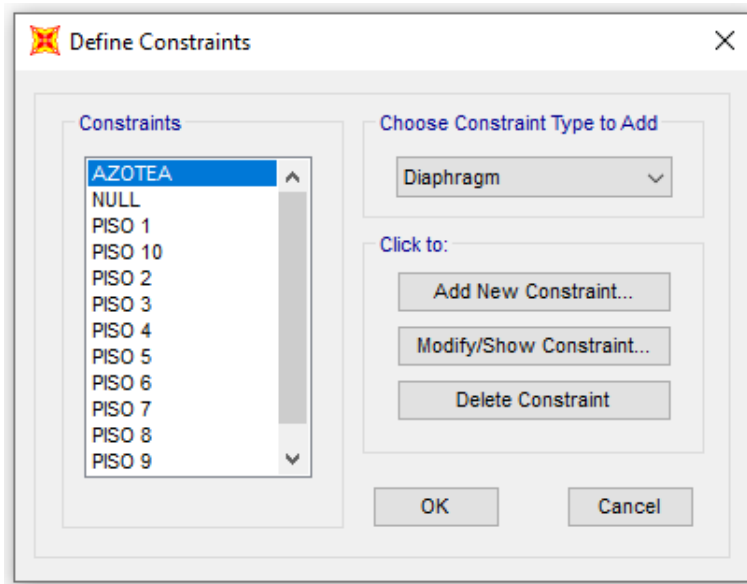 Define Constraints
Constraints
AZOTEA
NULL
PISO 1
PISO 10
PISO 2
PISO 3
PISO 4
PISO 5
PISO 6
PISO 7
PISO 8
PISO 9
Choose Constraint Type to Add
Diaphragm
Click to:
Add New Constraint...
Modify/Show Constraint...
Delete Constraint
OK
Cancel